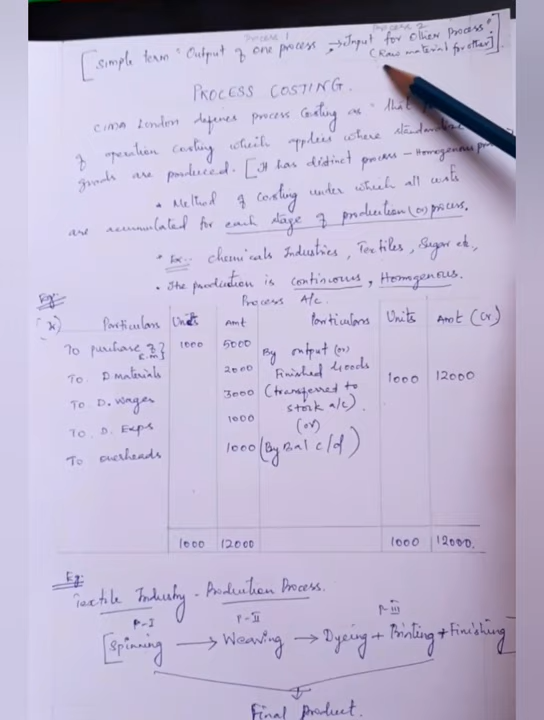 Process 1 Process 2
[Simple term "Output of one process → Input for other process"
(Raw material for other)].
PROCESS COSTING.
CIMA London defines process costing as "that
of operation costing which applies where standardise
goods are produced. [It has distinct process - Homogenous
• Method of costing under which all costs
are accumulated for each stage of production (or) process.
• Ex:- chemicals Industries, Textiles, Sugar etc.,
• The production is continuous, Homogenous.
Eg:- Process A/c
Particulars Units Amt Particulars Units Amt (Cr)
To purchase of R.M} 1000 5000 By output (or)
To D. materials 2000 Finished Goods 1000 12000
To D. Wages 3000 (transferred to
stock a/c).
To D. Exps 1000 (or)
To overheads 1000 (By Bal c/d)
1000 12000 1000 12000.
Eg:
Textile Industry - Production Process.
P-I P-II P-III
[Spinning → Weaving → Dyeing + Printing + Finishing]
Final Product.